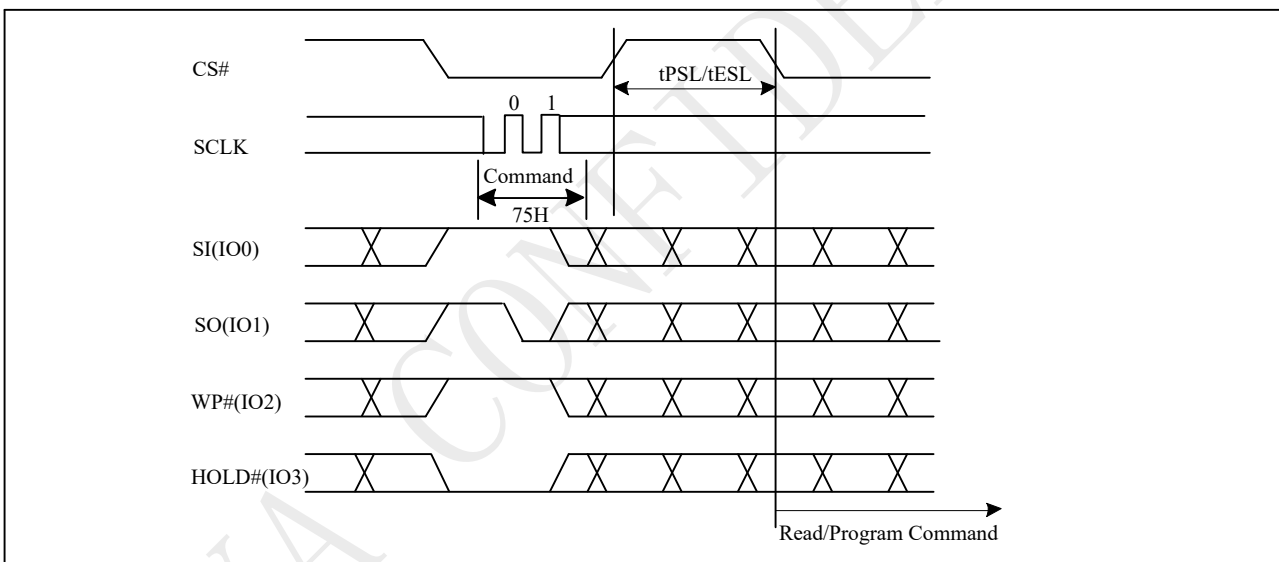 CS#
tPSL/tESL
0 1
SCLK
Command
75H
SI(IO0)
SO(IO1)
WP#(IO2)
HOLD#(IO3)
Read/Program Command